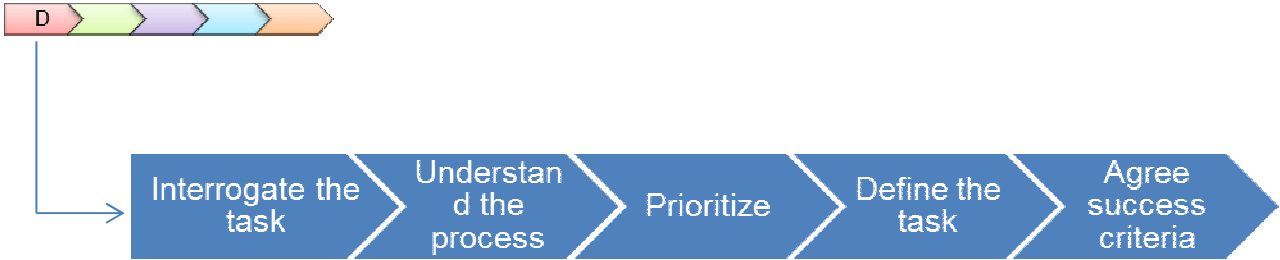 D
Interrogate the
task
Understan
d the
process
Prioritize
Define the
task
Agree
success
criteria